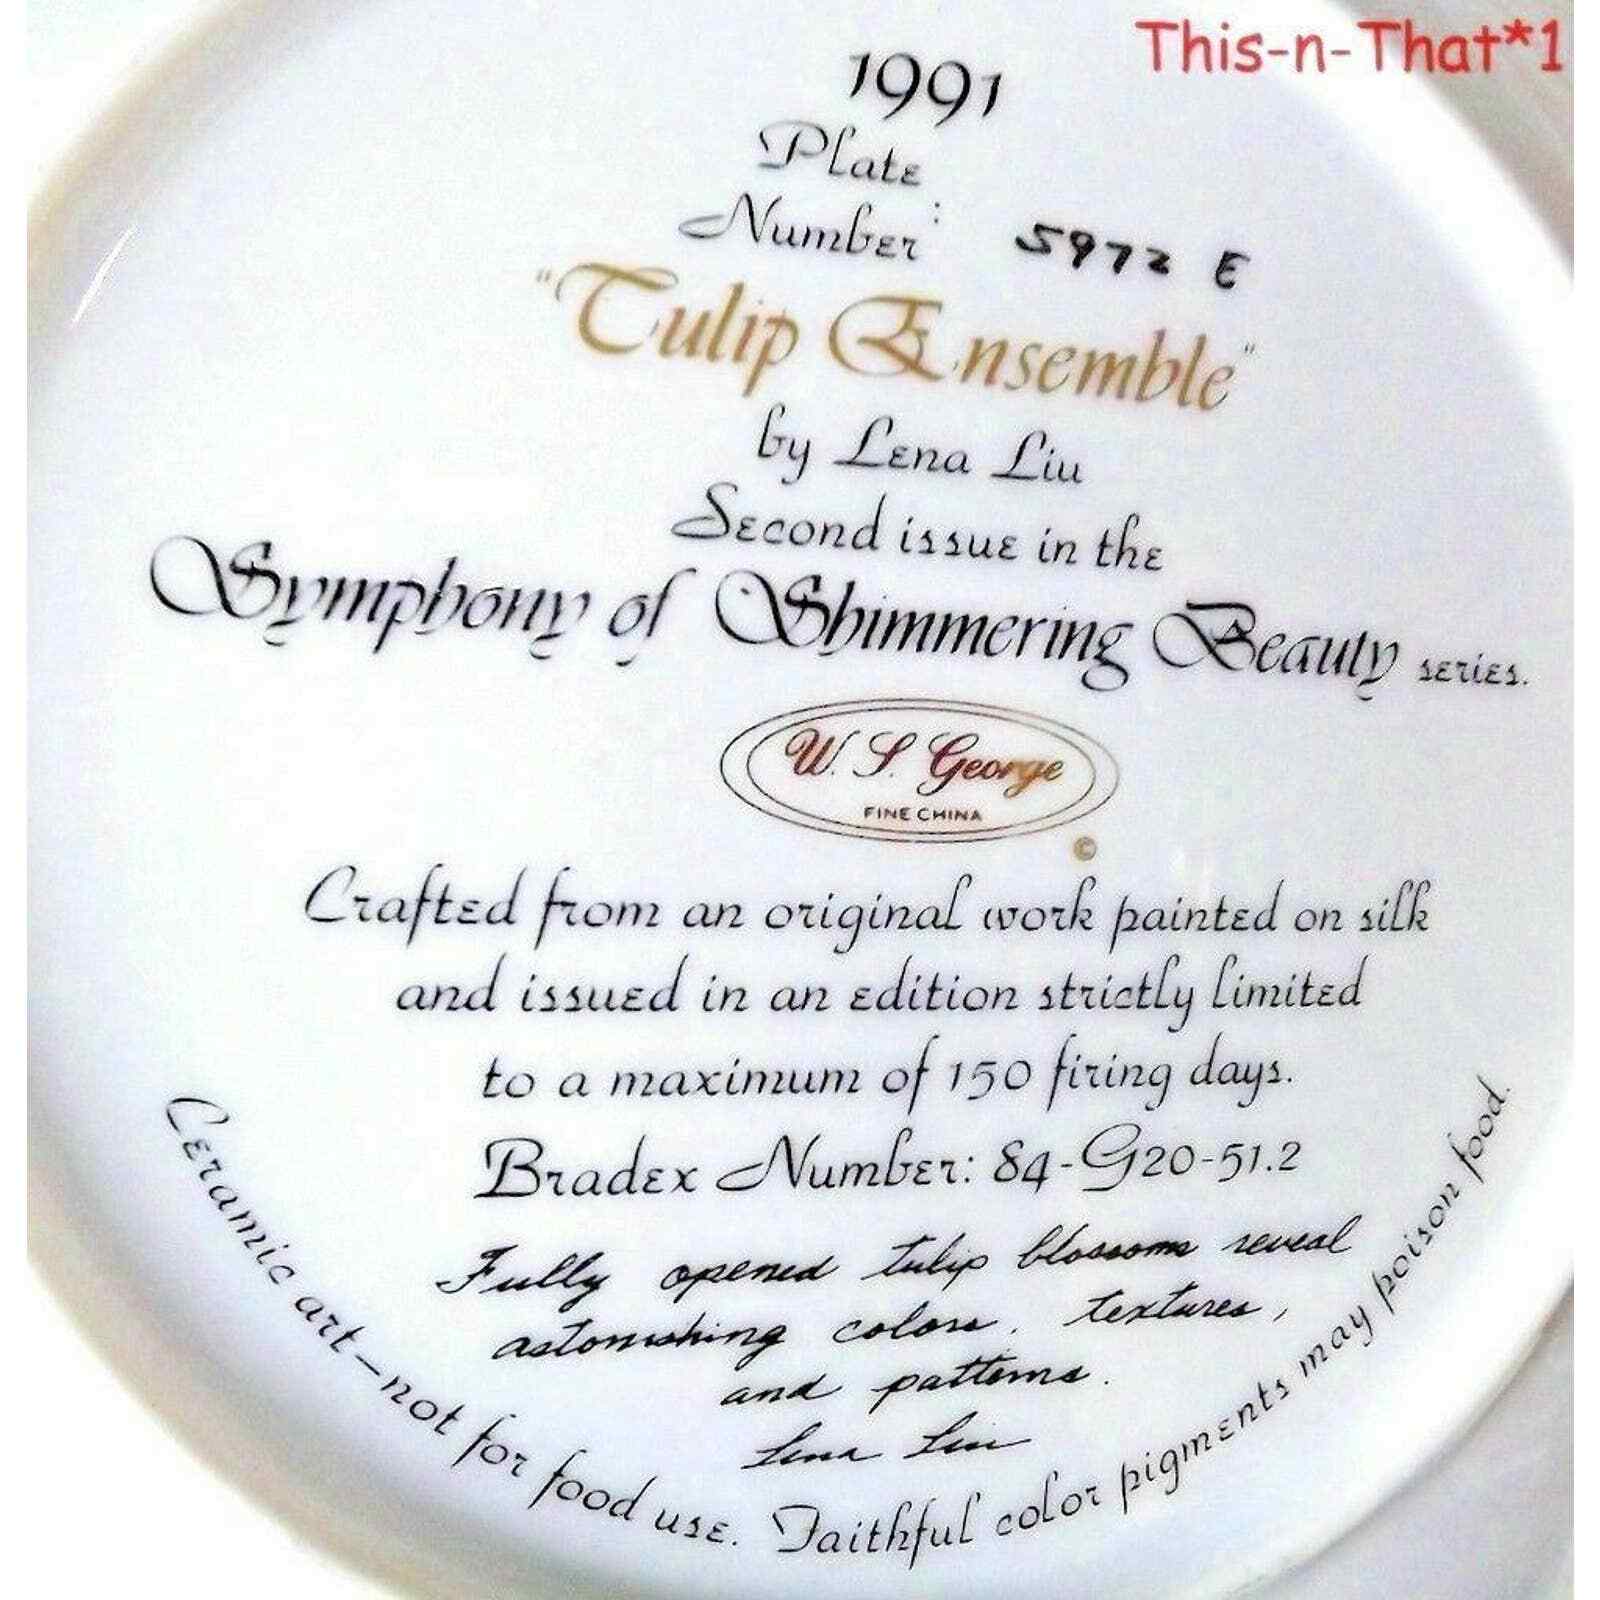 This-n-That*1
1991
Plate
Number: 5972 E
"Tulip Ensemble"
by Lena Liu
Second issue in the
Symphony of Shimmering Beauty series.
W. S. George
FINE CHINA
©
Crafted from an original work painted on silk
and issued in an edition strictly limited
to a maximum of 150 firing days.
Bradex Number: 84-G20-51.2
Fully opened tulip blossoms reveal
astonishing colors, textures,
and patterns.
Lena Liu
Ceramic art—not for food use. Faithful color pigments may poison food.